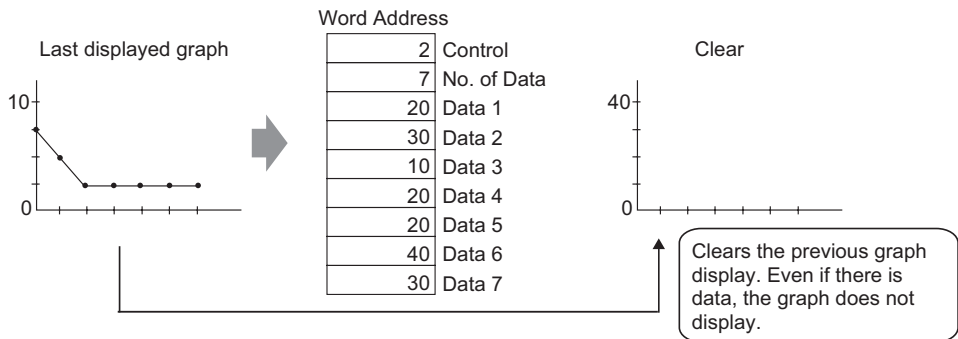 Word Address
Last displayed graph
10
0
2 Control
7 No. of Data
20 Data 1
30 Data 2
10 Data 3
20 Data 4
20 Data 5
40 Data 6
30 Data 7
Clear
40
0
Clears the previous graph
display. Even if there is
data, the graph does not
display.